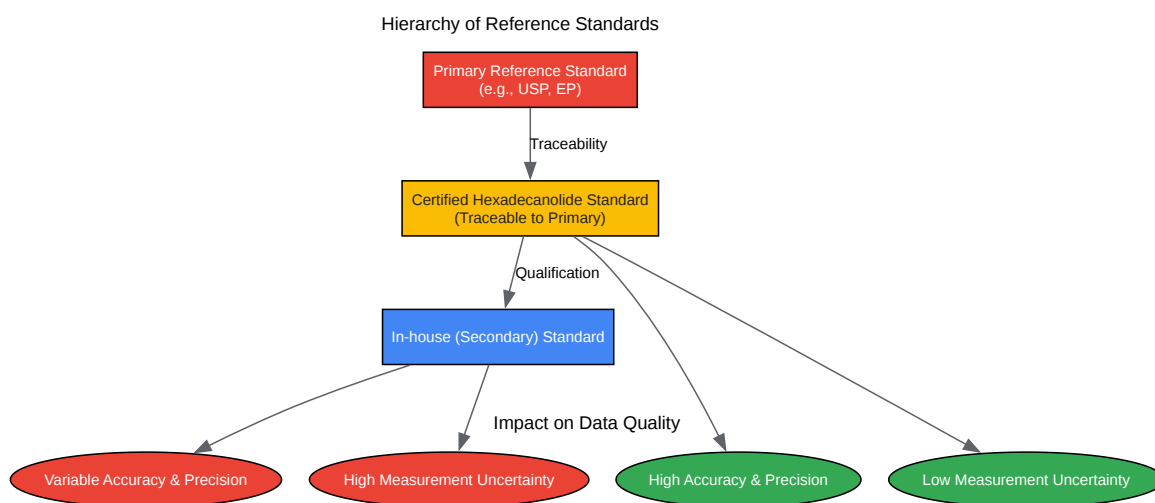 Hierarchy of Reference Standards
Primary Reference Standard
(e.g., USP, EP)
Traceability
Certified Hexadecanolide Standard
(Traceable to Primary)
Qualification
In-house (Secondary) Standard
Impact on Data Quality
Variable Accuracy & Precision
High Measurement Uncertainty
High Accuracy & Precision
Low Measurement Uncertainty